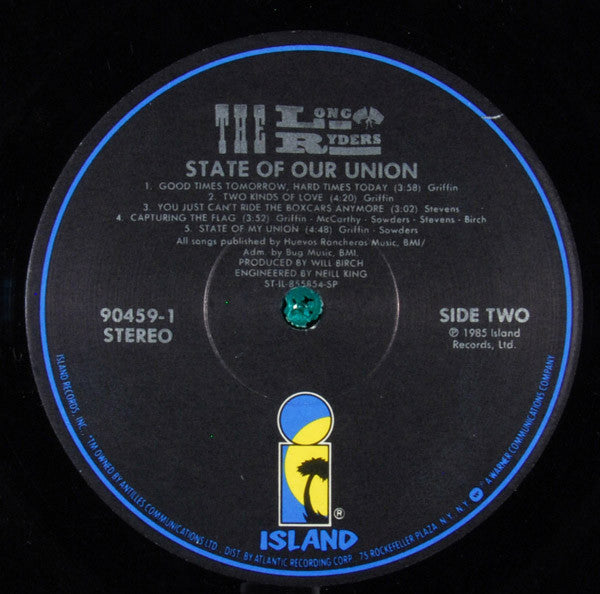 THE LONG RYDERS
STATE OF OUR UNION
1. GOOD TIMES TOMORROW, HARD TIMES TODAY (3:58) Griffin
2. TWO KINDS OF LOVE (4:20) Griffin
3. YOU JUST CAN'T RIDE THE BOXCARS ANYMORE (3:02) Stevens
4. CAPTURING THE FLAG (3:52) Griffin - McCarthy - Sowders - Stevens - Birch
5. STATE OF MY UNION (4:48) Griffin - Sowders
All songs published by Huevos Rancheros Music, BMI/
Adm. by Bug Music, BMI.
PRODUCED BY WILL BIRCH
ENGINEERED BY NEILL KING
ST-IL-855854-SP
90459-1
STEREO
SIDE TWO
℗ 1985 Island
Records, Ltd.
i ®
ISLAND
ISLAND RECORDS, INC. - *TM OWNED BY ANTILLES COMMUNICATIONS LTD. DIST. BY ATLANTIC RECORDING CORP. 75 ROCKEFELLER PLAZA, N.Y., N.Y. A WARNER COMMUNICATIONS COMPANY